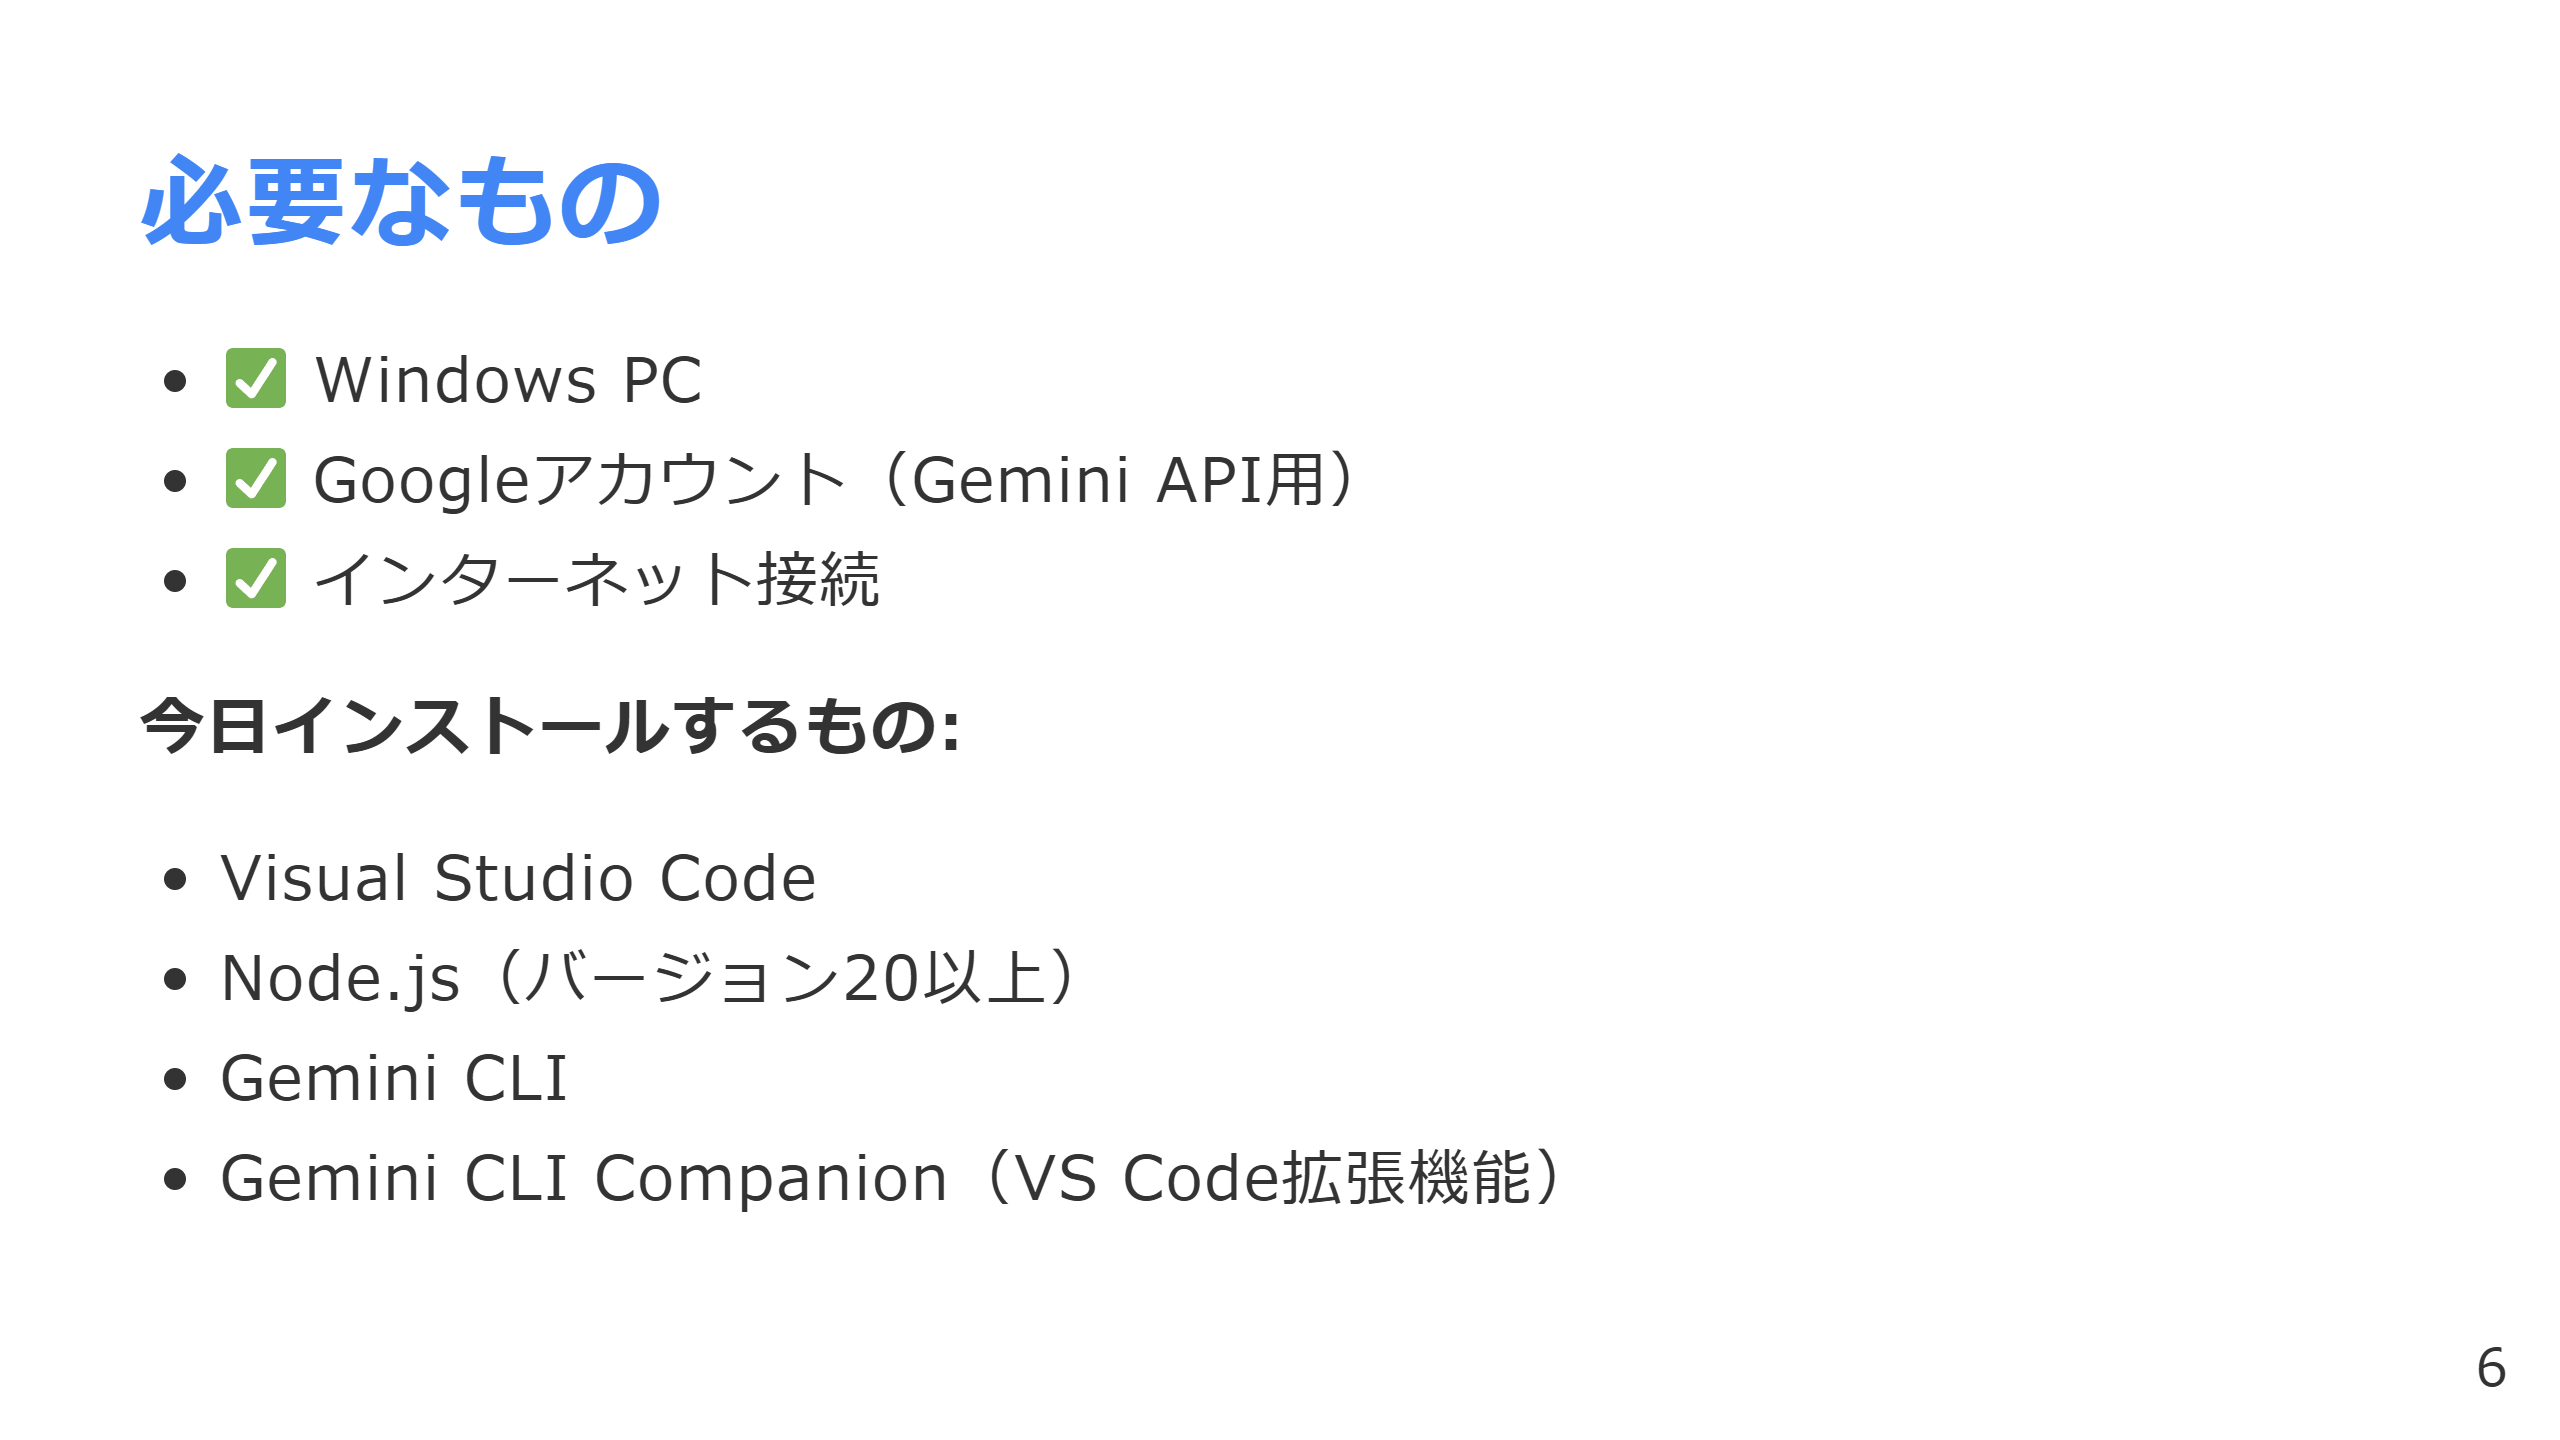 必要なもの
✅ Windows PC
✅ Googleアカウント（Gemini API用）
✅ インターネット接続
今日インストールするもの:
Visual Studio Code
Node.js（バージョン20以上）
Gemini CLI
Gemini CLI Companion（VS Code拡張機能）
6